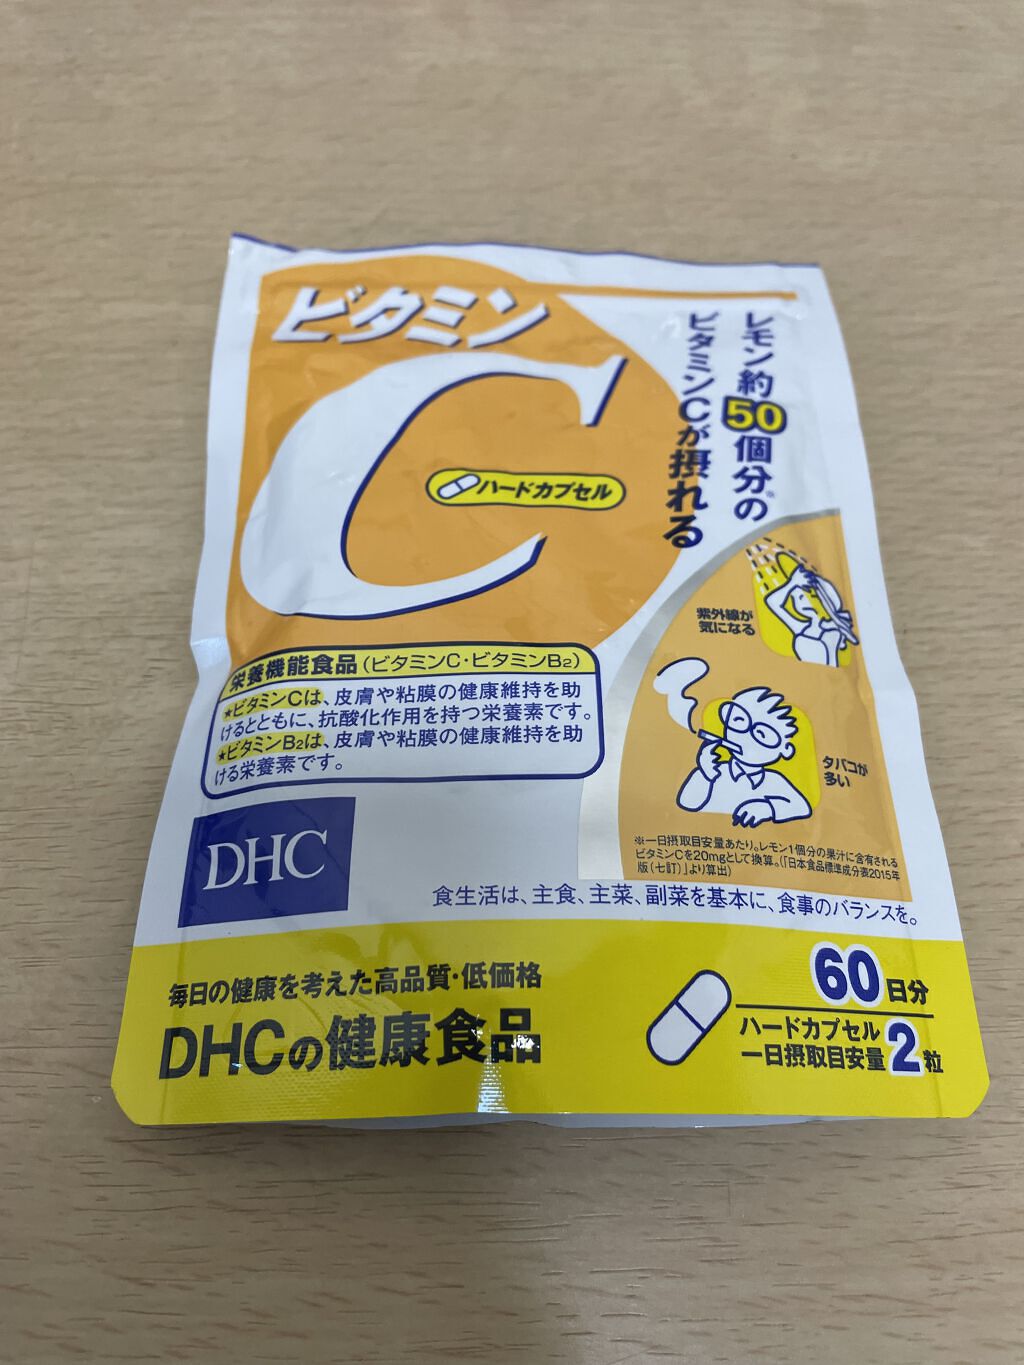 ビタミン
C
ハードカプセル
レモン約50個分の※
ビタミンCが摂れる
紫外線が
気になる
タバコが
多い
栄養機能食品(ビタミンC・ビタミンB2)
★ビタミンCは、皮膚や粘膜の健康維持を助
けるとともに、抗酸化作用を持つ栄養素です。
★ビタミンB2は、皮膚や粘膜の健康維持を助
ける栄養素です。
DHC
※一日摂取目安量あたり。レモン1個分の果汁に含有される
ビタミンCを20mgとして換算。(「日本食品標準成分表2015年
版(七訂)」より算出)
食生活は、主食、主菜、副菜を基本に、食事のバランスを。
毎日の健康を考えた高品質・低価格
DHCの健康食品
60日分
ハードカプセル
一日摂取目安量2粒